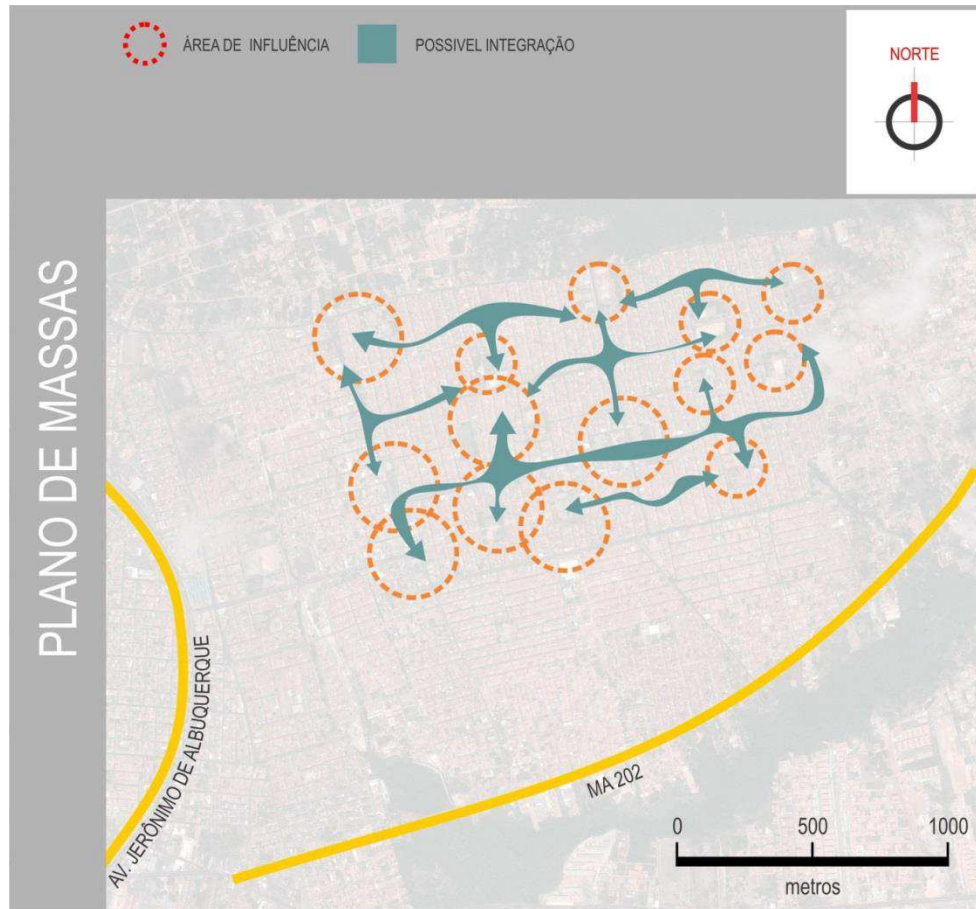 ÁREA DE INFLUÊNCIA
POSSIVEL INTEGRAÇÃO
NORTE
PLANO DE MASSAS
AV. JERÔNIMO DE ALBUQUERQUE
MA 202
0 500 1000
metros